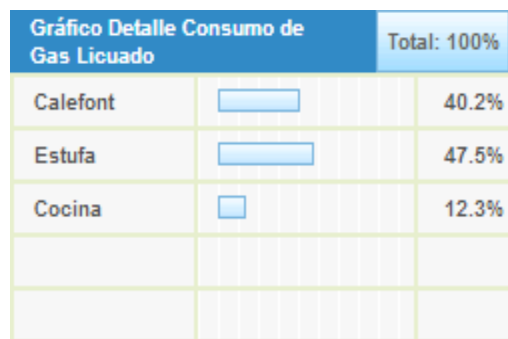 Gráfico Detalle Consumo de
Gas Licuado
Total: 100%
Calefont 40.2%
Estufa 47.5%
Cocina 12.3%